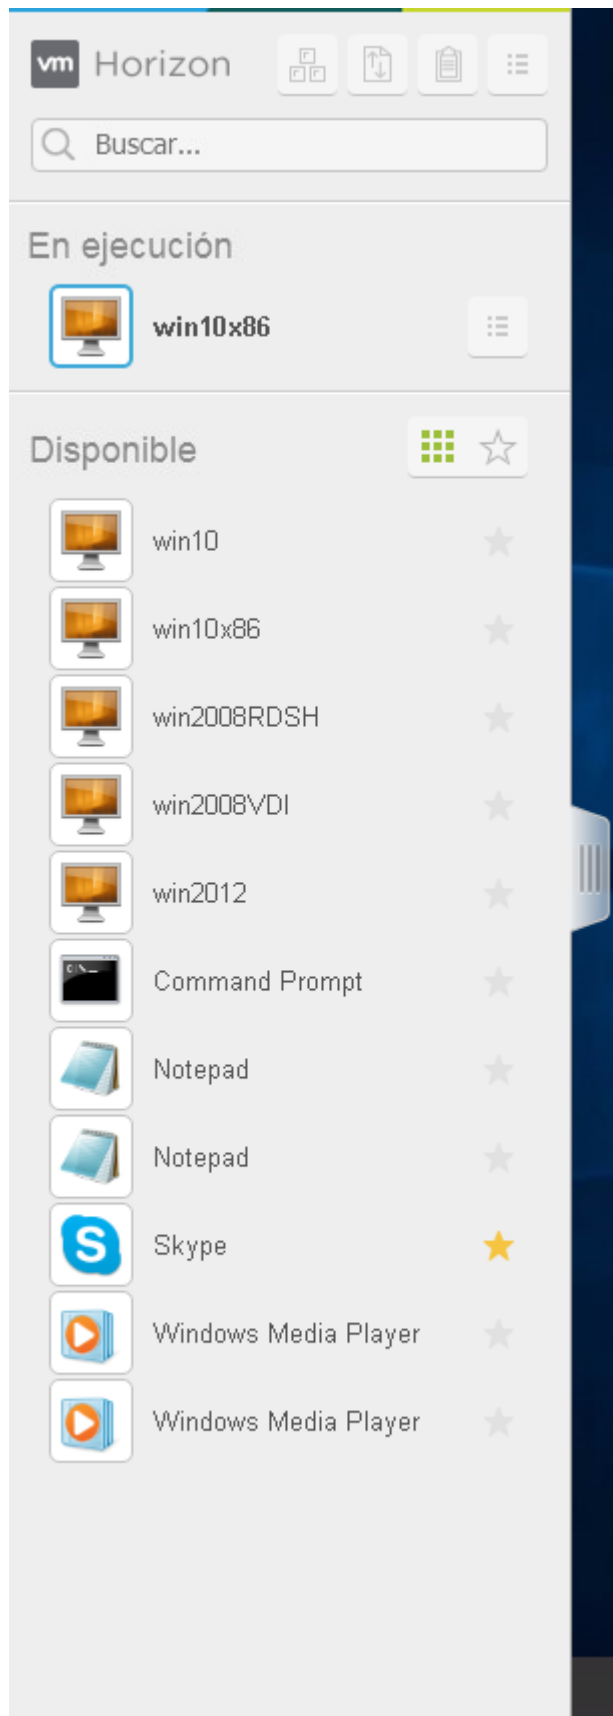 vm Horizon
Buscar...
En ejecución
win10x86
Disponible
win10
win10x86
win2008RDSH
win2008VDI
win2012
C:\_
Command Prompt
Notepad
Notepad
S
Skype
Windows Media Player
Windows Media Player